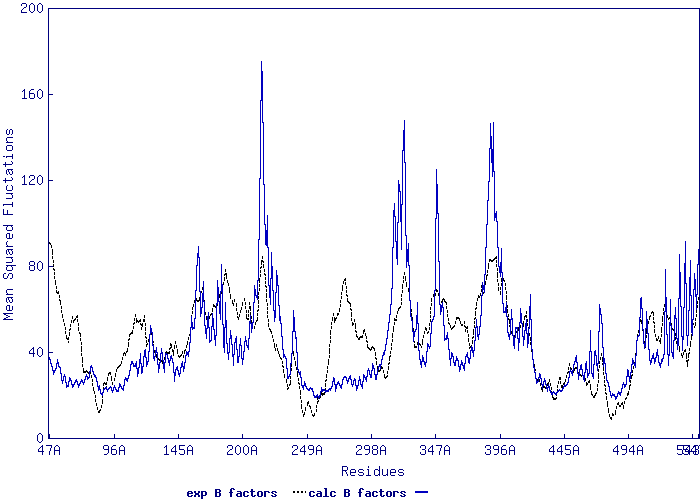 200
160
120
80
40
0
Mean Squared Fluctations
47A 96A 145A 200A 249A 298A 347A 396A 445A 494A
Residues
exp B factors calc B factors